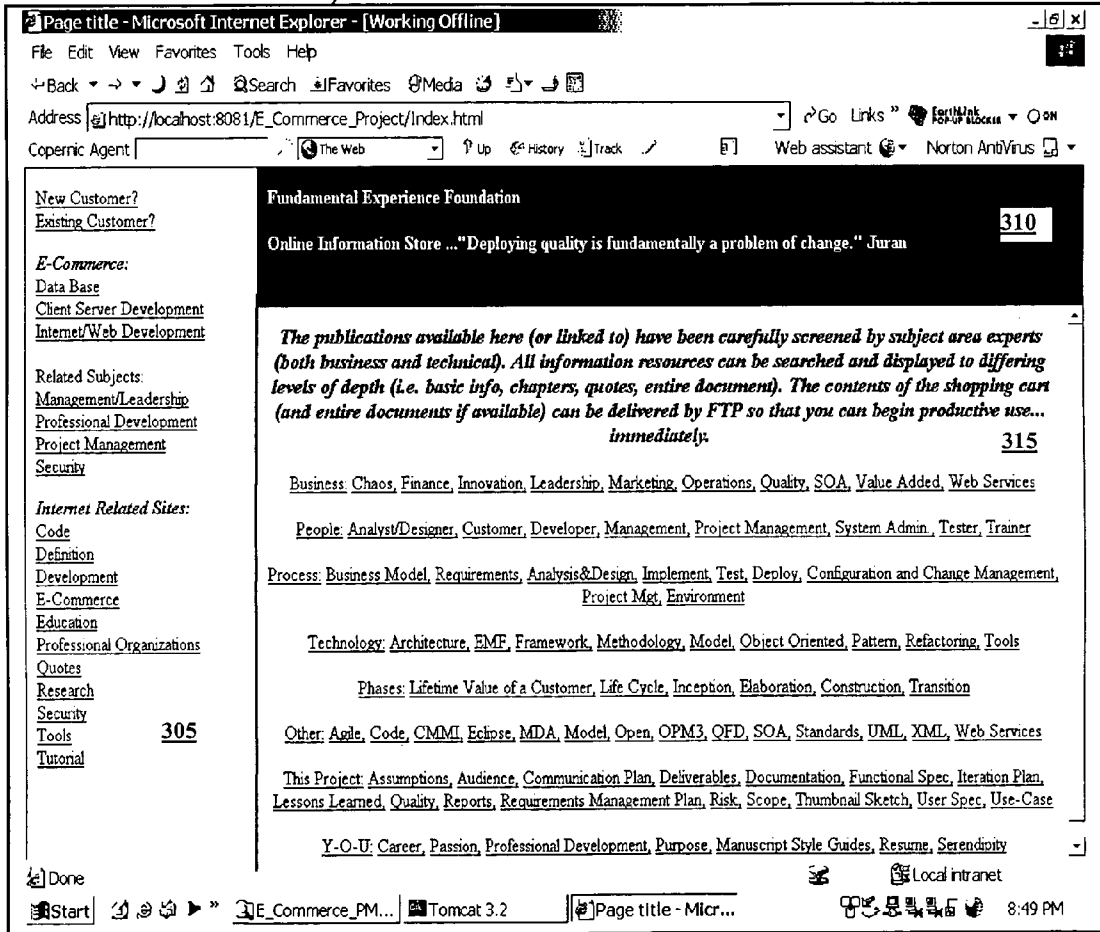 Page title - Microsoft Internet Explorer - [Working Offline]
File Edit View Favorites Tools Help
Back Search Favorites Media
Address http://localhost:8081/E_Commerce_Project/Index.html Go Links » EarthLink POP-UP BLOCKER ON
Copernic Agent The Web Up History Track Web assistant Norton AntiVirus
New Customer?
Existing Customer?
E-Commerce:
Data Base
Client Server Development
Internet/Web Development
Related Subjects:
Management/Leadership
Professional Development
Project Management
Security
Internet Related Sites:
Code
Definition
Development
E-Commerce
Education
Professional Organizations
Quotes
Research
Security
Tools
Tutorial
305
Fundamental Experience Foundation
310
Online Information Store ..."Deploying quality is fundamentally a problem of change." Juran
The publications available here (or linked to) have been carefully screened by subject area experts
(both business and technical). All information resources can be searched and displayed to differing
levels of depth (i.e. basic info, chapters, quotes, entire document). The contents of the shopping cart
(and entire documents if available) can be delivered by FTP so that you can begin productive use...
immediately.
315
Business: Chaos, Finance, Innovation, Leadership, Marketing, Operations, Quality, SOA, Value Added, Web Services
People: Analyst/Designer, Customer, Developer, Management, Project Management, System Admin., Tester, Trainer
Process: Business Model, Requirements, Analysis&Design, Implement, Test, Deploy, Configuration and Change Management,
Project Mgt, Environment
Technology: Architecture, EMF, Framework, Methodology, Model, Object Oriented, Pattern, Refactoring, Tools
Phases: Lifetime Value of a Customer, Life Cycle, Inception, Elaboration, Construction, Transition
Other: Agile, Code, CMMI, Eclipse, MDA, Model, Open, OPM3, QFD, SOA, Standards, UML, XML, Web Services
This Project: Assumptions, Audience, Communication Plan, Deliverables, Documentation, Functional Spec, Iteration Plan,
Lessons Learned, Quality, Reports, Requirements Management Plan, Risk, Scope, Thumbnail Sketch, User Spec, Use-Case
Y-O-U: Career, Passion, Professional Development, Purpose, Manuscript Style Guides, Resume, Serendipity
Done Local intranet
Start » E_Commerce_PM... Tomcat 3.2 Page title - Micr... 8:49 PM